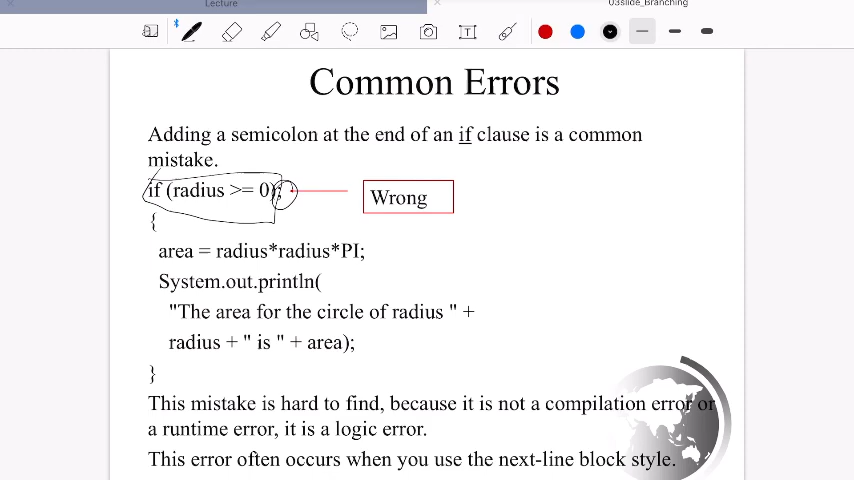 Lecture
03slide_Branching
T
Common Errors
Adding a semicolon at the end of an if clause is a common
mistake.
if (radius >= 0);
Wrong
{
area = radius*radius*PI;
System.out.println(
"The area for the circle of radius " +
radius + " is " + area);
}
This mistake is hard to find, because it is not a compilation error or
a runtime error, it is a logic error.
This error often occurs when you use the next-line block style.